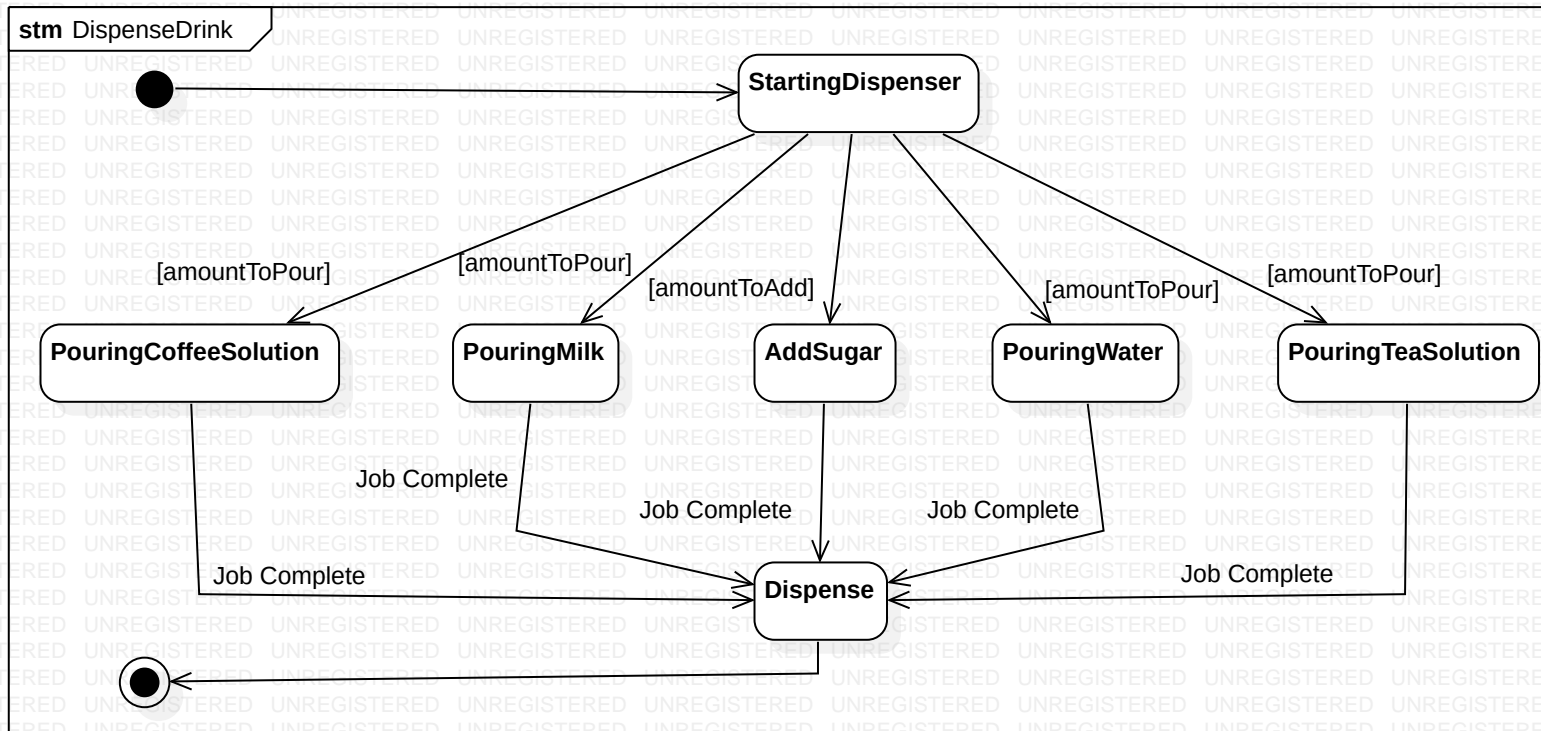 stm DispenseDrink
StartingDispenser
[amountToPour]
[amountToPour]
[amountToAdd]
[amountToPour]
[amountToPour]
PouringCoffeeSolution
PouringMilk
AddSugar
PouringWater
PouringTeaSolution
Job Complete
Job Complete
Job Complete
Job Complete
Job Complete
Dispense
UNREGISTERED